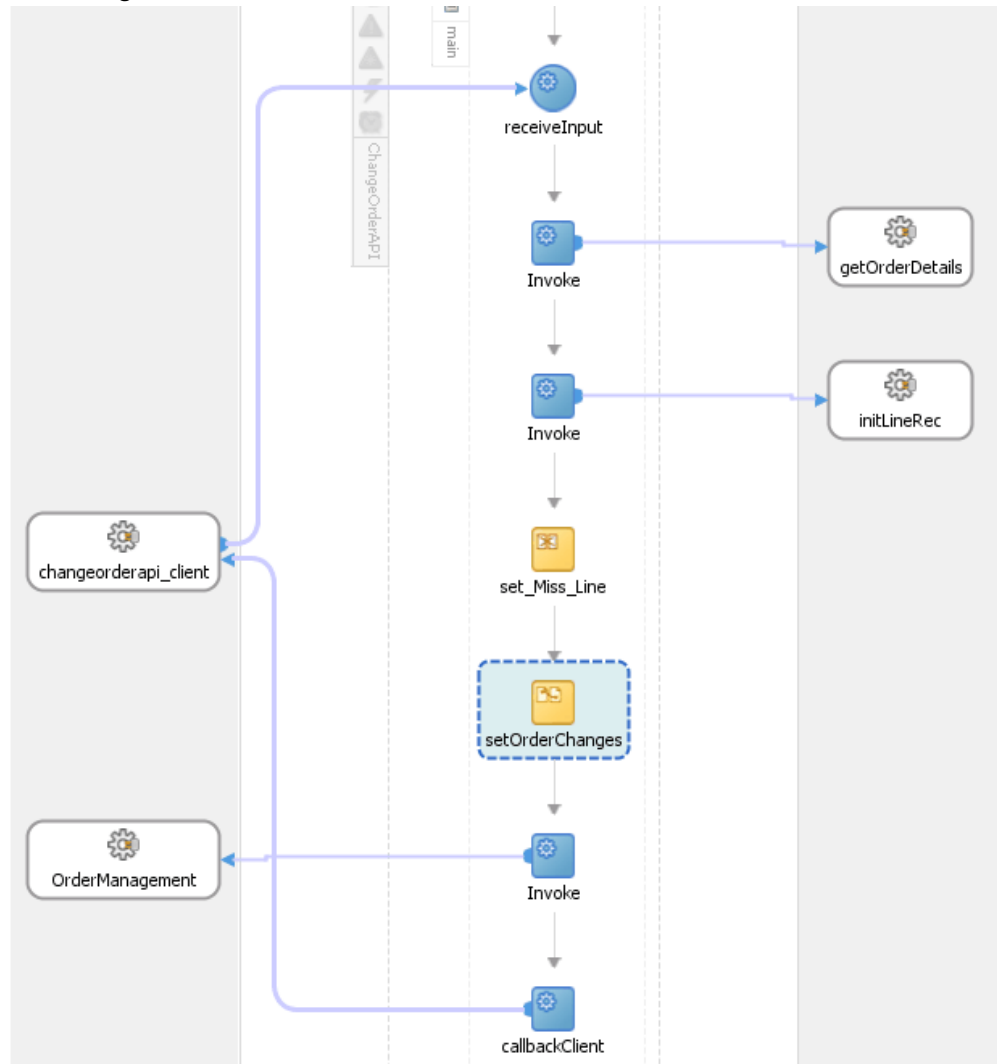 main
receiveInput
ChangeOrderAPI
Invoke
getOrderDetails
Invoke
initLineRec
changeorderapi_client
set_Miss_Line
setOrderChanges
OrderManagement
Invoke
callbackClient